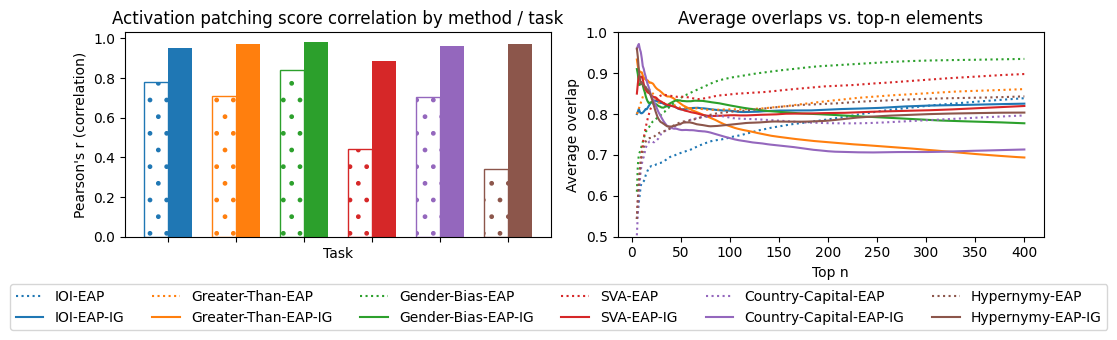 Activation patching score correlation by method / task
Pearson's r (correlation)
1.0
0.8
0.6
0.4
0.2
0.0
Task
Average overlaps vs. top-n elements
Average overlap
1.0
0.9
0.8
0.7
0.6
0.5
0 50 100 150 200 250 300 350 400
Top n
IOI-EAP Greater-Than-EAP Gender-Bias-EAP SVA-EAP Country-Capital-EAP Hypernymy-EAP
IOI-EAP-IG Greater-Than-EAP-IG Gender-Bias-EAP-IG SVA-EAP-IG Country-Capital-EAP-IG Hypernymy-EAP-IG